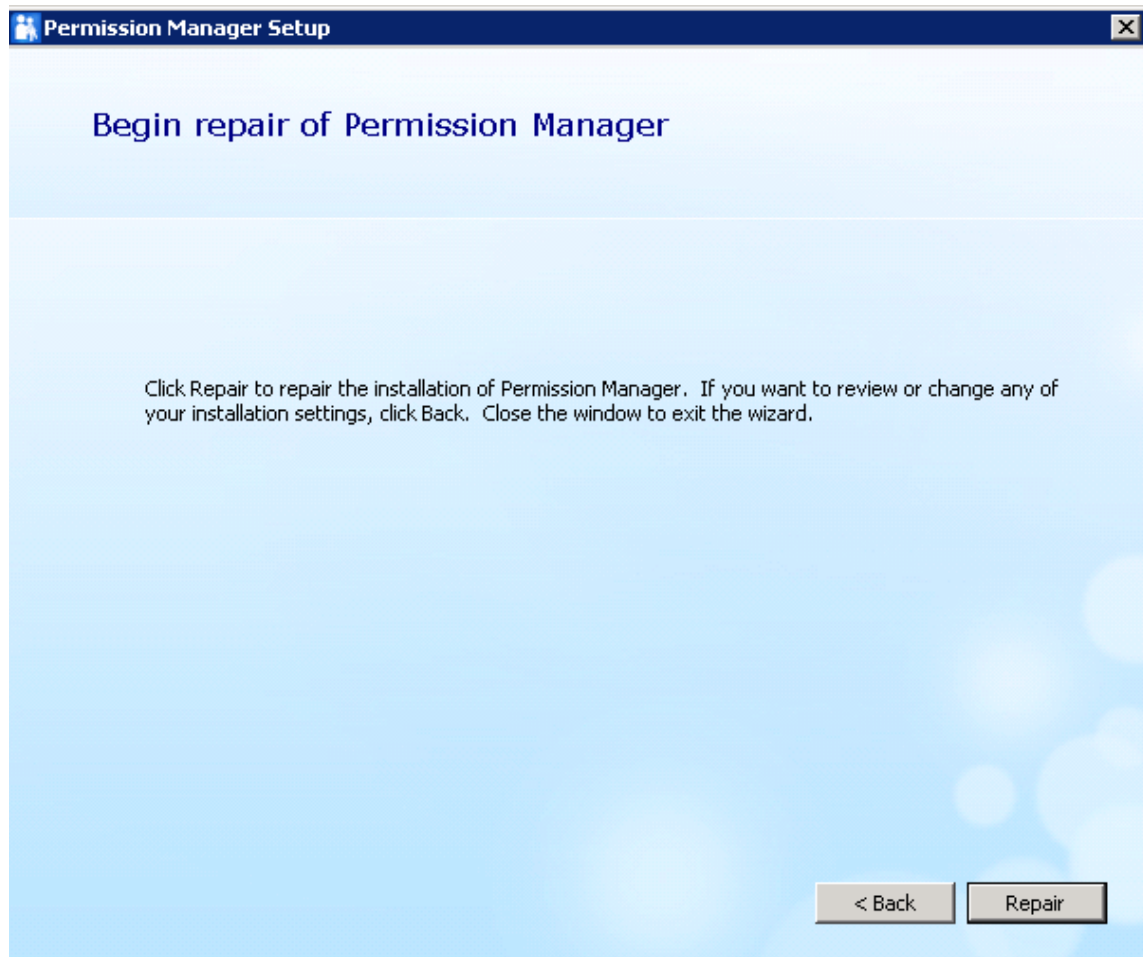 Permission Manager Setup
Begin repair of Permission Manager
Click Repair to repair the installation of Permission Manager. If you want to review or change any of
your installation settings, click Back. Close the window to exit the wizard.
< Back
Repair